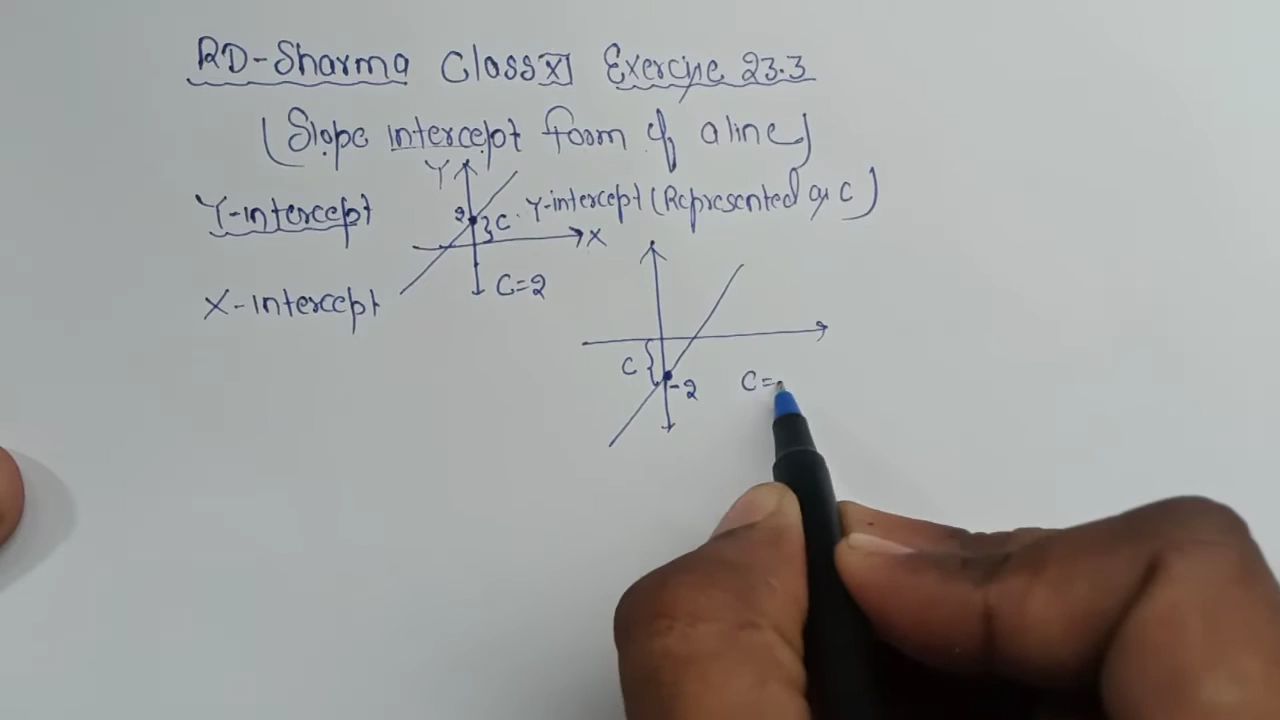 RD-Sharma Class XI Exercise 23.3
(Slope intercept form of a line)
Y
Y-intercept
2
C
Y-intercept (Represented as C)
X
C=2
X-intercept
C
-2
C=